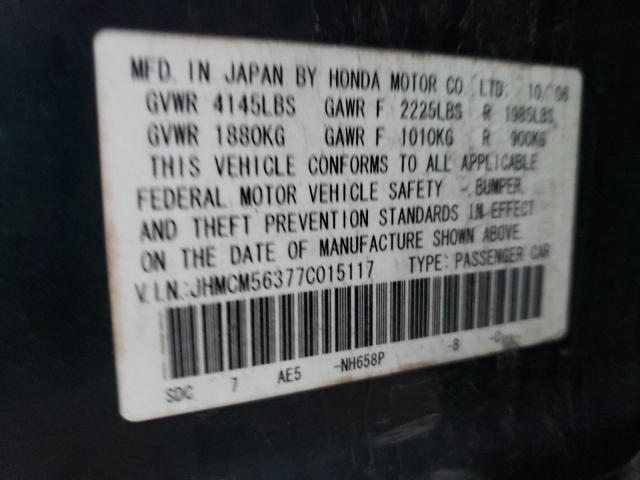 MFD. IN JAPAN BY HONDA MOTOR CO., LTD. 10/06
GVWR 4145LBS GAWR F 2225LBS R 1985LBS
GVWR 1880KG GAWR F 1010KG R 900KG
THIS VEHICLE CONFORMS TO ALL APPLICABLE
FEDERAL MOTOR VEHICLE SAFETY , BUMPER,
AND THEFT PREVENTION STANDARDS IN EFFECT
ON THE DATE OF MANUFACTURE SHOWN ABOVE.
V.I.N.:JHMCM56377C015117 TYPE: PASSENGER CAR
SDC 7 AE5 -NH658P -8